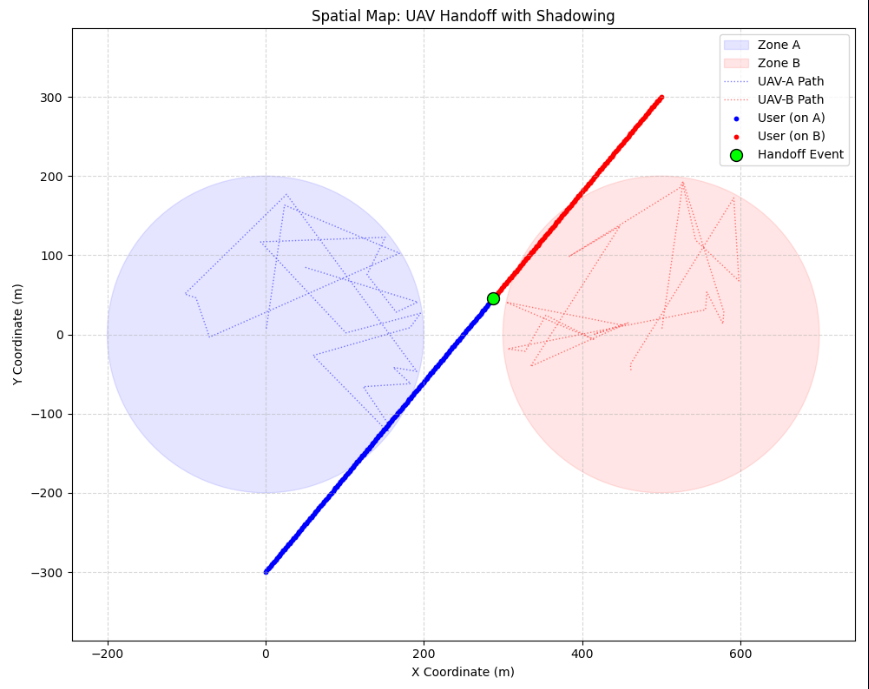 Spatial Map: UAV Handoff with Shadowing
Zone A
Zone B
UAV-A Path
UAV-B Path
User (on A)
User (on B)
Handoff Event
Y Coordinate (m)
300
200
100
0
−100
−200
−300
−200 0 200 400 600
X Coordinate (m)